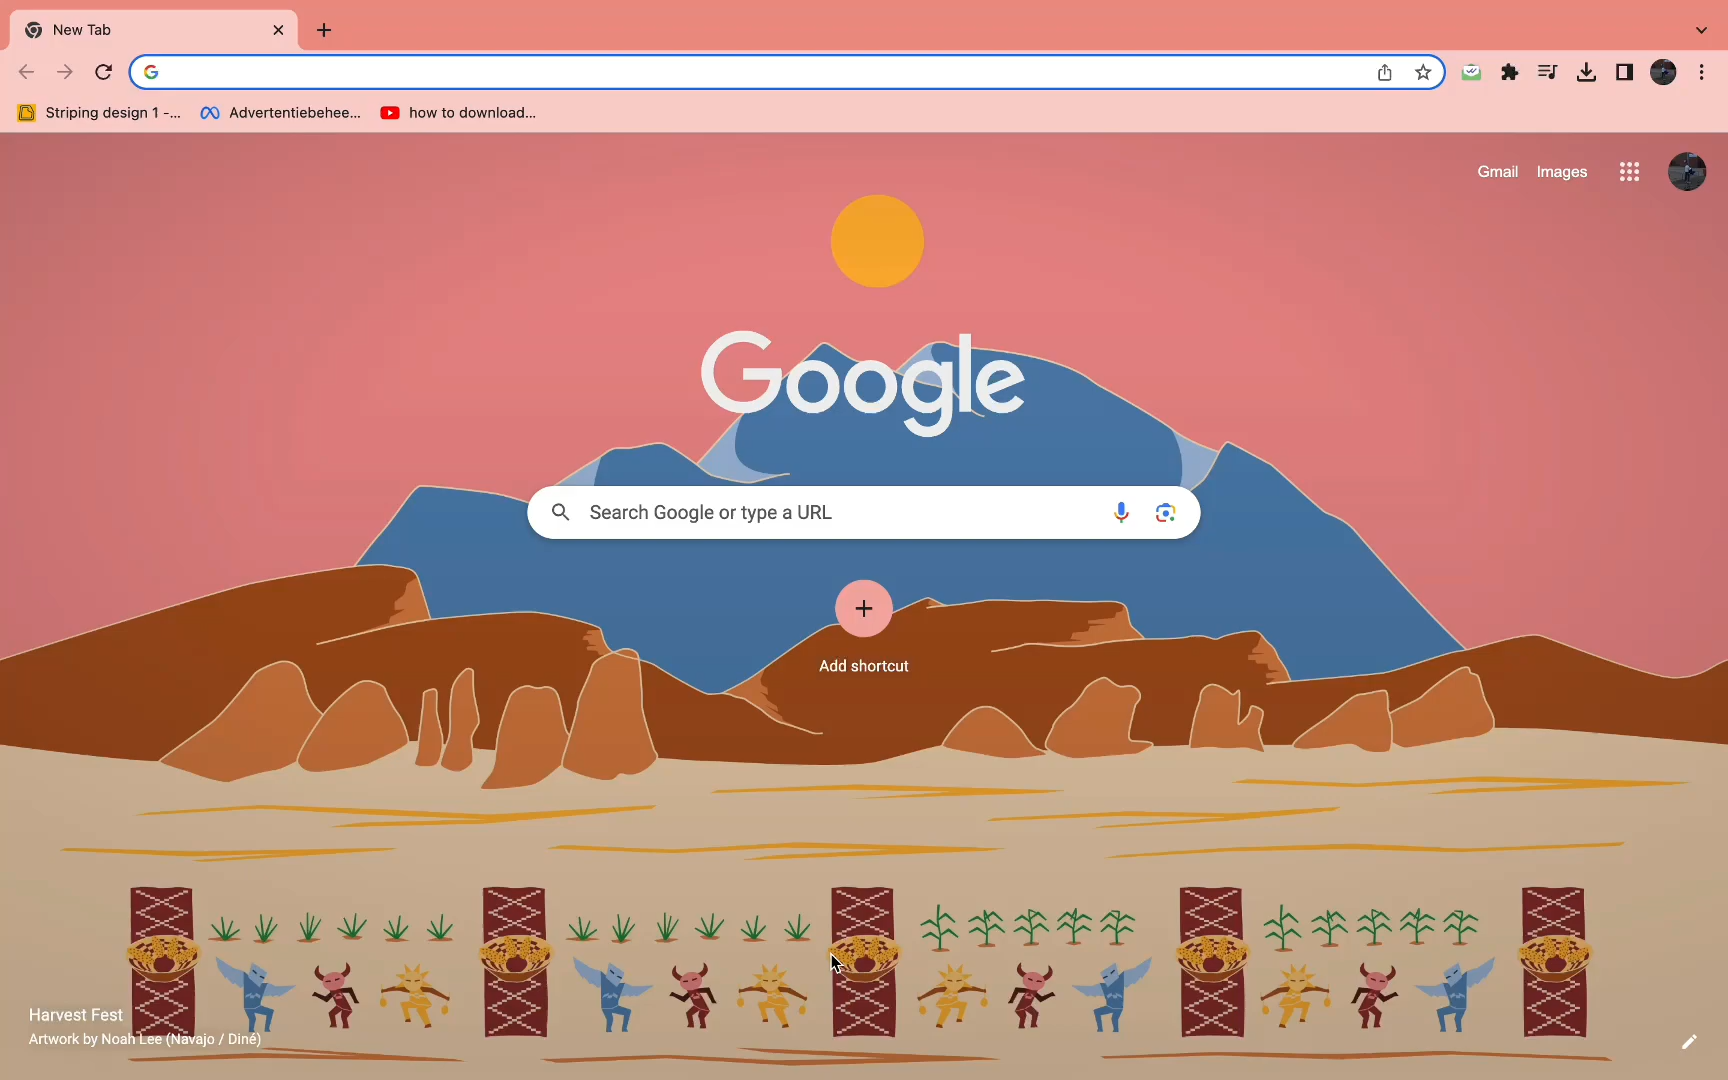 New Tab
Striping design 1 -...
Advertentiebehee...
how to download...
Gmail
Images
Google
Search Google or type a URL
Add shortcut
Harvest Fest
Artwork by Noah Lee (Navajo / Diné)